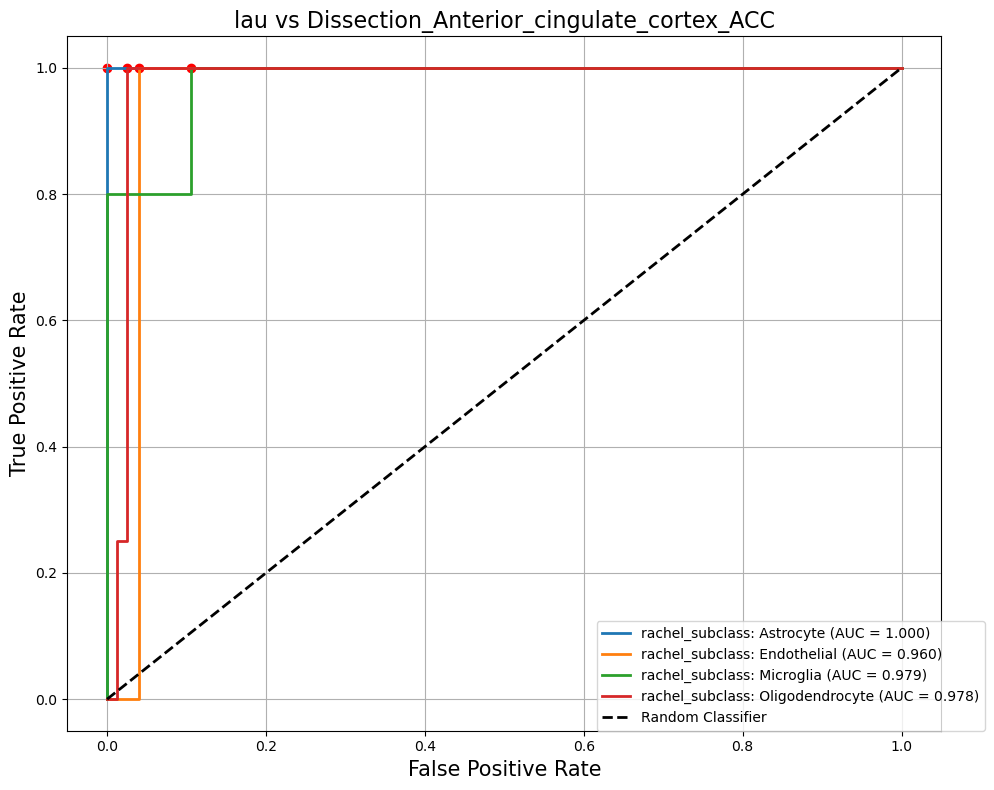 lau vs Dissection_Anterior_cingulate_cortex_ACC
True Positive Rate
1.0
0.8
0.6
0.4
0.2
0.0
rachel_subclass: Astrocyte (AUC = 1.000)
rachel_subclass: Endothelial (AUC = 0.960)
rachel_subclass: Microglia (AUC = 0.979)
rachel_subclass: Oligodendrocyte (AUC = 0.978)
Random Classifier
0.0 0.2 0.4 0.6 0.8 1.0
False Positive Rate